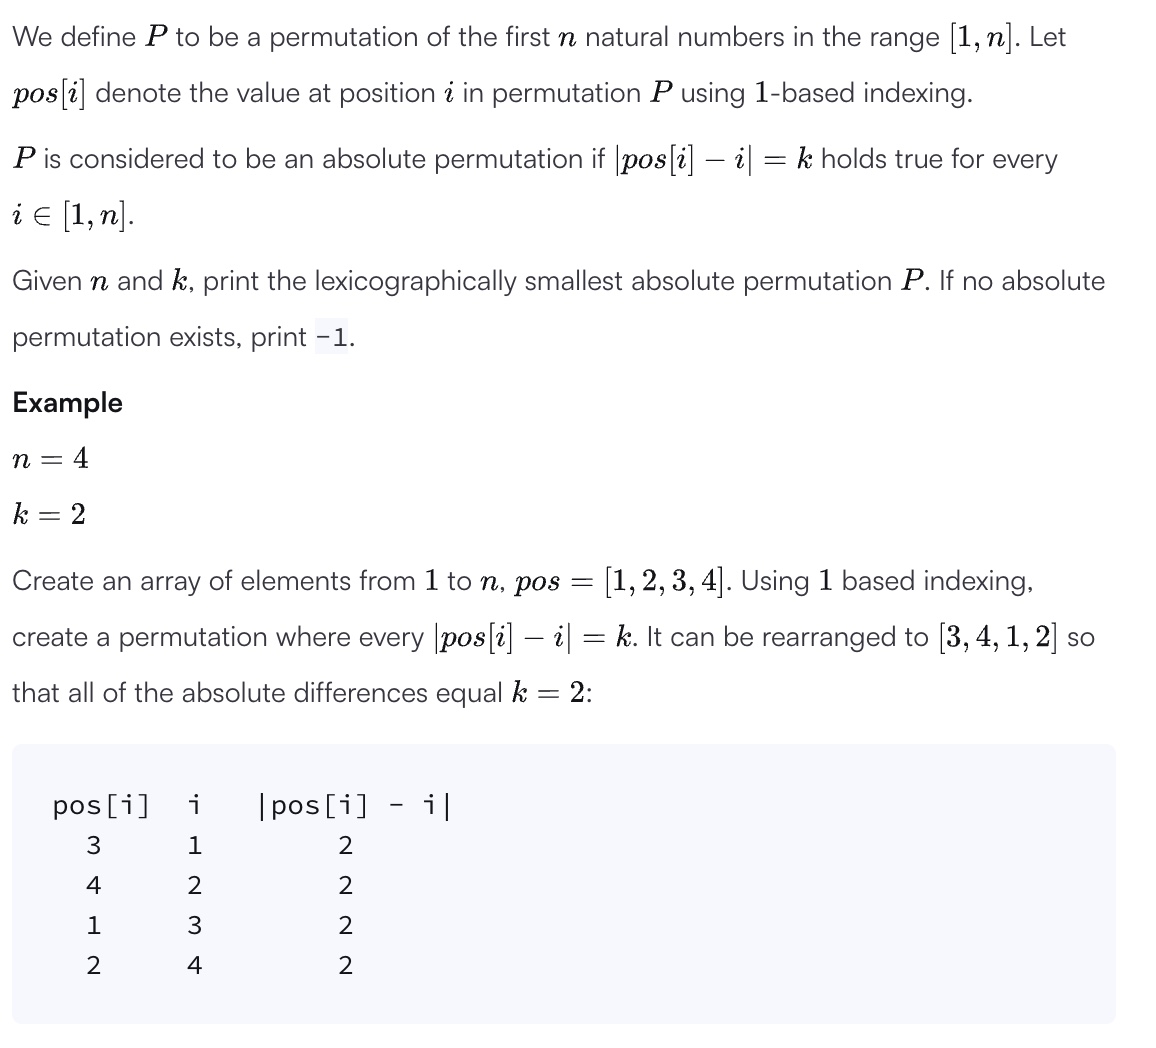 We define P to be a permutation of the first n natural numbers in the range [1, n]. Let
pos[i] denote the value at position i in permutation P using 1-based indexing.
P is considered to be an absolute permutation if |pos[i] − i| = k holds true for every
i ∈ [1, n].
Given n and k, print the lexicographically smallest absolute permutation P. If no absolute
permutation exists, print -1.
Example
n = 4
k = 2
Create an array of elements from 1 to n, pos = [1, 2, 3, 4]. Using 1 based indexing,
create a permutation where every |pos[i] − i| = k. It can be rearranged to [3, 4, 1, 2] so
that all of the absolute differences equal k = 2:
pos[i] i |pos[i] - i|
3 1 2
4 2 2
1 3 2
2 4 2